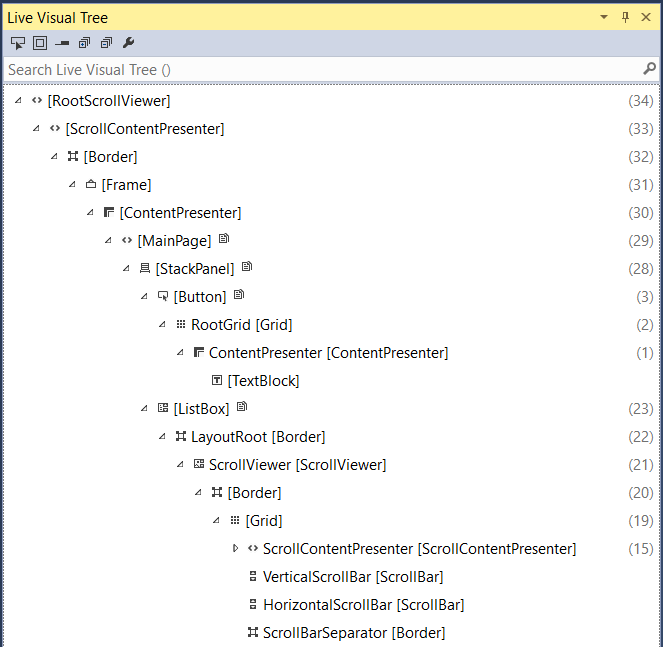 Live Visual Tree
Search Live Visual Tree ()
[RootScrollViewer] (34)
[ScrollContentPresenter] (33)
[Border] (32)
[Frame] (31)
[ContentPresenter] (30)
[MainPage] (29)
[StackPanel] (28)
[Button] (3)
RootGrid [Grid] (2)
ContentPresenter [ContentPresenter] (1)
[TextBlock]
[ListBox] (23)
LayoutRoot [Border] (22)
ScrollViewer [ScrollViewer] (21)
[Border] (20)
[Grid] (19)
ScrollContentPresenter [ScrollContentPresenter] (15)
VerticalScrollBar [ScrollBar]
HorizontalScrollBar [ScrollBar]
ScrollBarSeparator [Border]